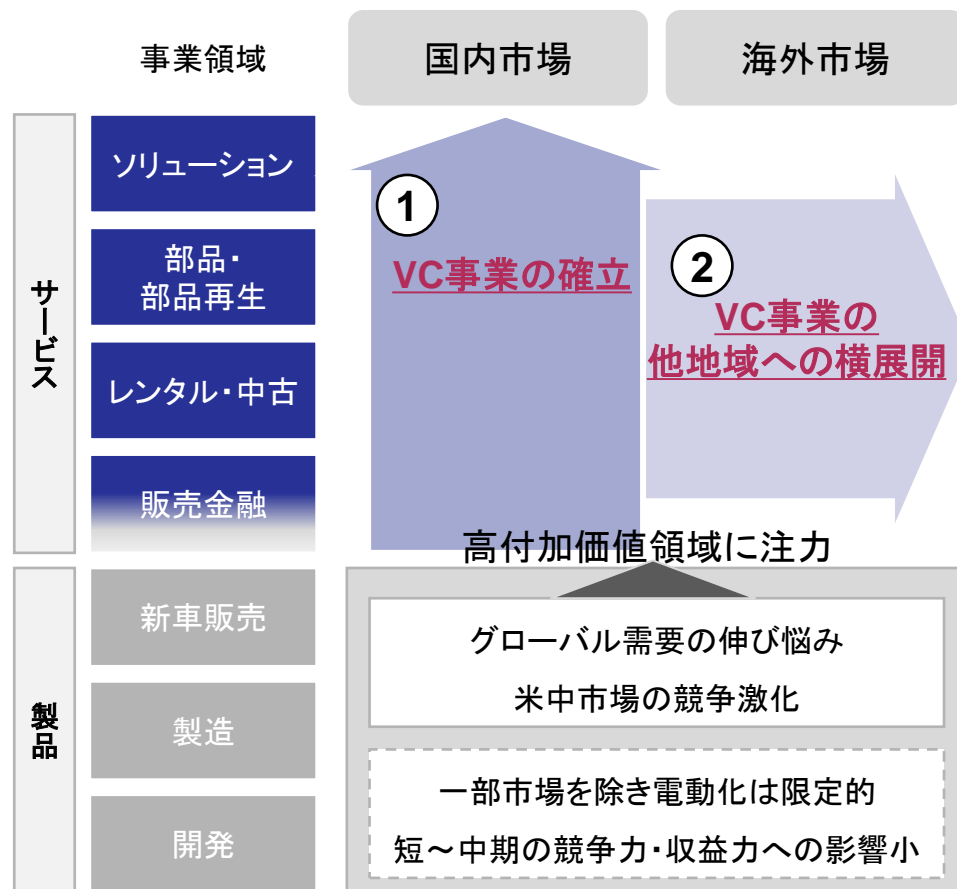 事業領域
国内市場
海外市場
サービス
ソリューション
部品・
部品再生
レンタル・中古
販売金融
1
VC事業の確立
2
VC事業の
他地域への横展開
高付加価値領域に注力
製品
新車販売
製造
開発
グローバル需要の伸び悩み
米中市場の競争激化
一部市場を除き電動化は限定的
短～中期の競争力・収益力への影響小